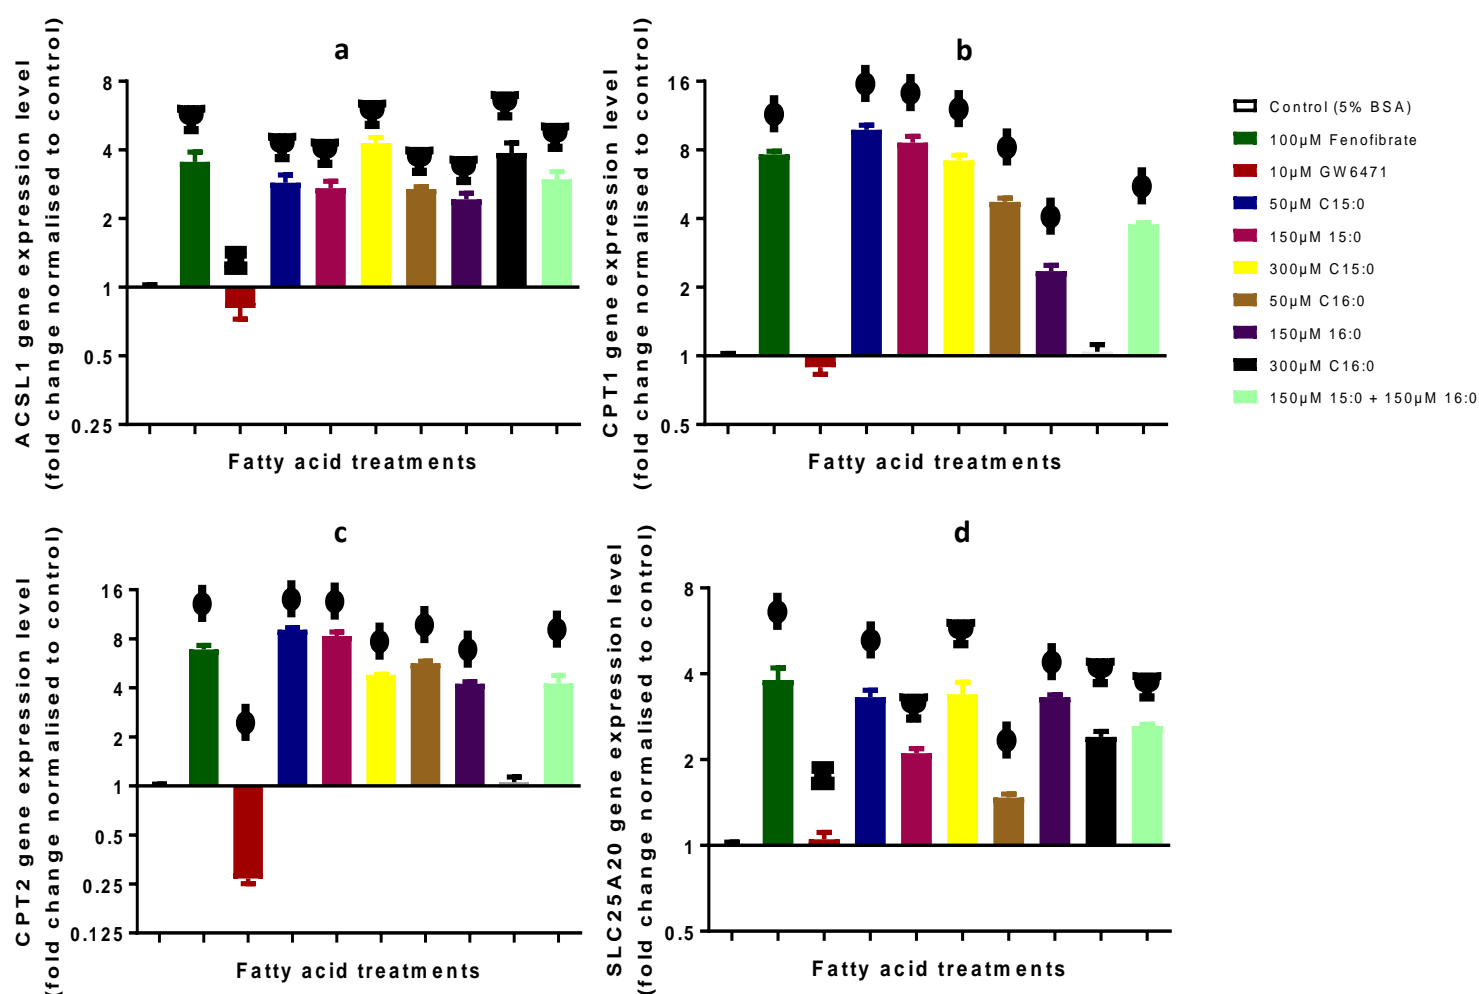 a
ACSL1 gene expression level
(fold change normalised to control)
8
4
2
1
0.5
0.25
Fatty acid treatments
b
CPT1 gene expression level
(fold change normalised to control)
16
8
4
2
1
0.5
Fatty acid treatments
Control (5% BSA)
100µM Fenofibrate
10µM GW6471
50µM C15:0
150µM 15:0
300µM C15:0
50µM C16:0
150µM 16:0
300µM C16:0
150µM 15:0 + 150µM 16:0
c
CPT2 gene expression level
(fold change normalised to control)
16
8
4
2
1
0.5
0.25
0.125
Fatty acid treatments
d
SLC25A20 gene expression level
(fold change normalised to control)
8
4
2
1
0.5
Fatty acid treatments